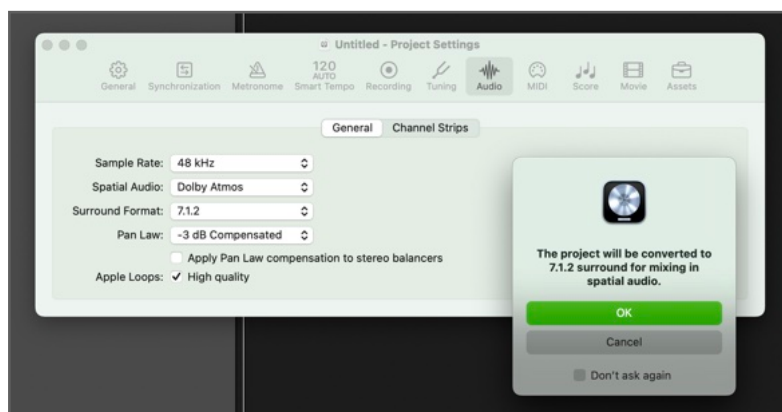 Untitled - Project Settings
120
General Synchronization Metronome AUTO Smart Tempo Recording Tuning Audio MIDI Score Movie Assets
General Channel Strips
Sample Rate: 48 kHz
Spatial Audio: Dolby Atmos
Surround Format: 7.1.2
Pan Law: -3 dB Compensated
Apply Pan Law compensation to stereo balancers
Apple Loops: High quality
The project will be converted to
7.1.2 surround for mixing in
spatial audio.
OK
Cancel
Don't ask again